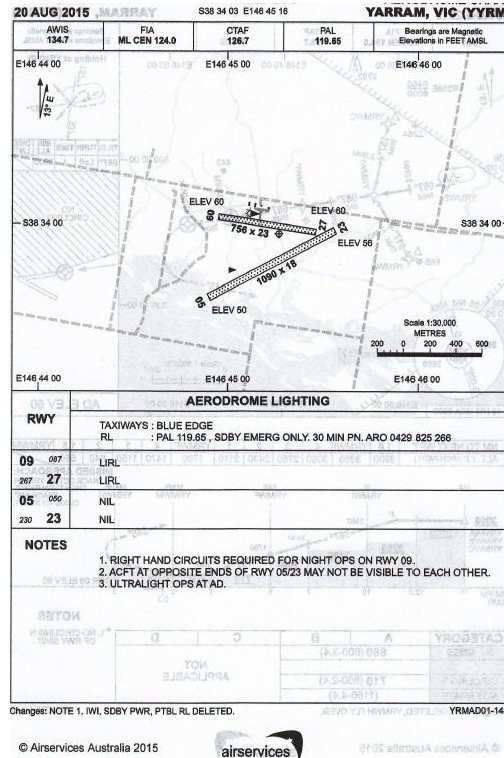 20 AUG 2015 S38 34 03 E146 45 16 YARRAM, VIC (YYRM
AWIS FIA CTAF PAL Bearings are Magnetic
134.7 ML CEN 124.0 126.7 119.65 Elevations in FEET AMSL
E146 44 00 E146 45 00 E146 46 00
13° E
ELEV 60 ELEV 60
S38 34 00 S38 34 00
09 27 23
756 x 23
ELEV 56
1090 x 18
05
ELEV 50
Scale 1:30,000
METRES
200 0 200 400 600
E146 44 00 E146 45 00 E146 46 00
AERODROME LIGHTING
RWY
TAXIWAYS : BLUE EDGE
RL : PAL 119.65 , SDBY EMERG ONLY. 30 MIN PN. ARO 0429 825 266
09 087 LIRL
267 27 LIRL
05 050 NIL
230 23 NIL
NOTES
1. RIGHT HAND CIRCUITS REQUIRED FOR NIGHT OPS ON RWY 09.
2. ACFT AT OPPOSITE ENDS OF RWY 05/23 MAY NOT BE VISIBLE TO EACH OTHER.
3. ULTRALIGHT OPS AT AD.
Changes: NOTE 1, IWI, SDBY PWR, PTBL RL DELETED. YRMAD01-14
© Airservices Australia 2015
airservices